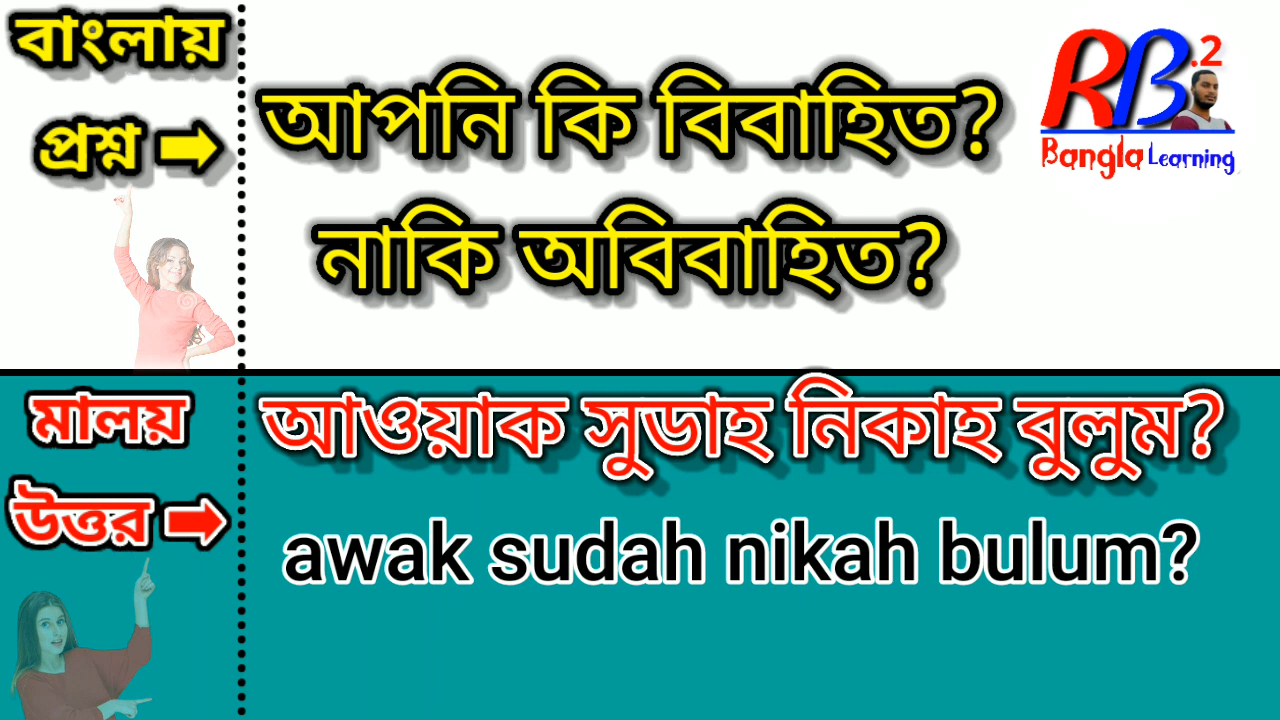 বাংলায়
প্রশ্ন ➡
আপনি কি বিবাহিত?
নাকি অবিবাহিত?
RB.2
Bangla Learning
মালয়
উত্তর ➡
আওয়াক সুডাহ নিকাহ বুলুম?
awak sudah nikah bulum?